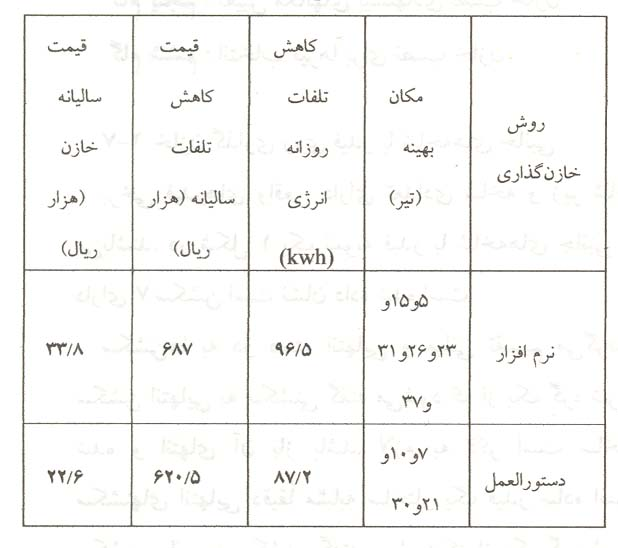 روش
خازن‌گذاری
مکان
بهینه
(تیر)
کاهش
تلفات
روزانه
انرژی
(kwh)
قیمت
کاهش
تلفات
سالیانه (هزار
ریال)
قیمت
سالیانه
خازن
(هزار
ریال)
نرم افزار
۵و۱۵و
۲۳و۲۶و۳۱
و۳۷
۹۶/۵
۶۸۷
۳۳/۸
دستورالعمل
۷و۱۰و
۲۱و۳۰
۸۷/۲
۶۲۰/۵
۲۲/۶